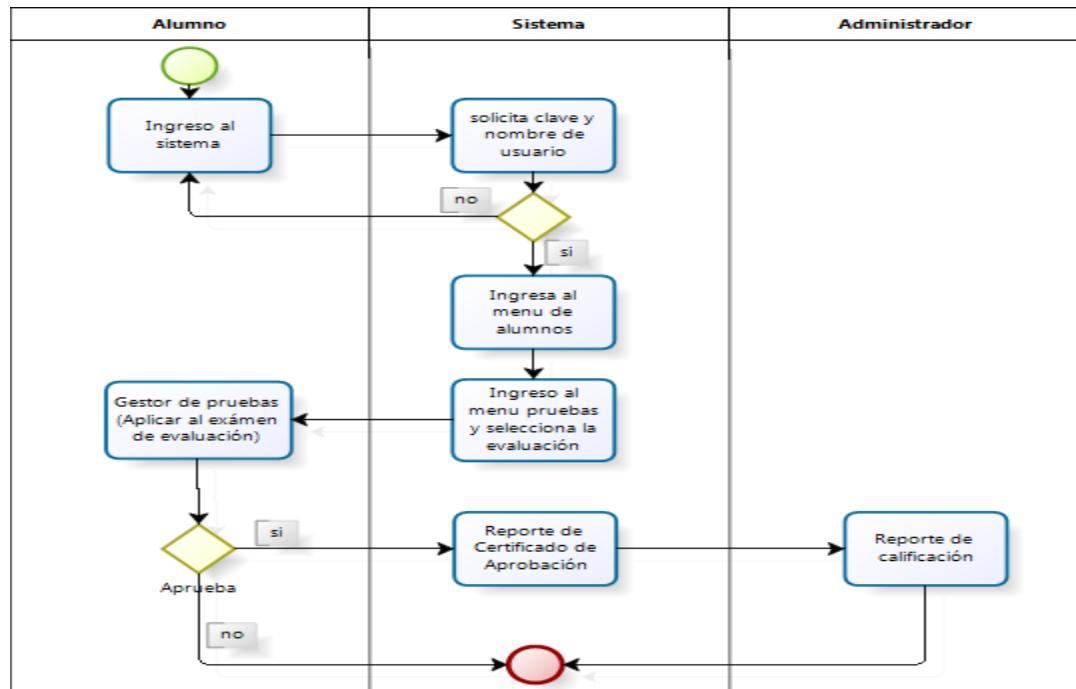 Alumno
Sistema
Administrador
Ingreso al
sistema
solicita clave y
nombre de
usuario
no
si
Ingresa al
menu de
alumnos
Ingreso al
menu pruebas
y selecciona la
evaluación
Gestor de pruebas
(Aplicar al exámen
de evaluación)
Aprueba
si
Reporte de
Certificado de
Aprobación
Reporte de
calificación
no